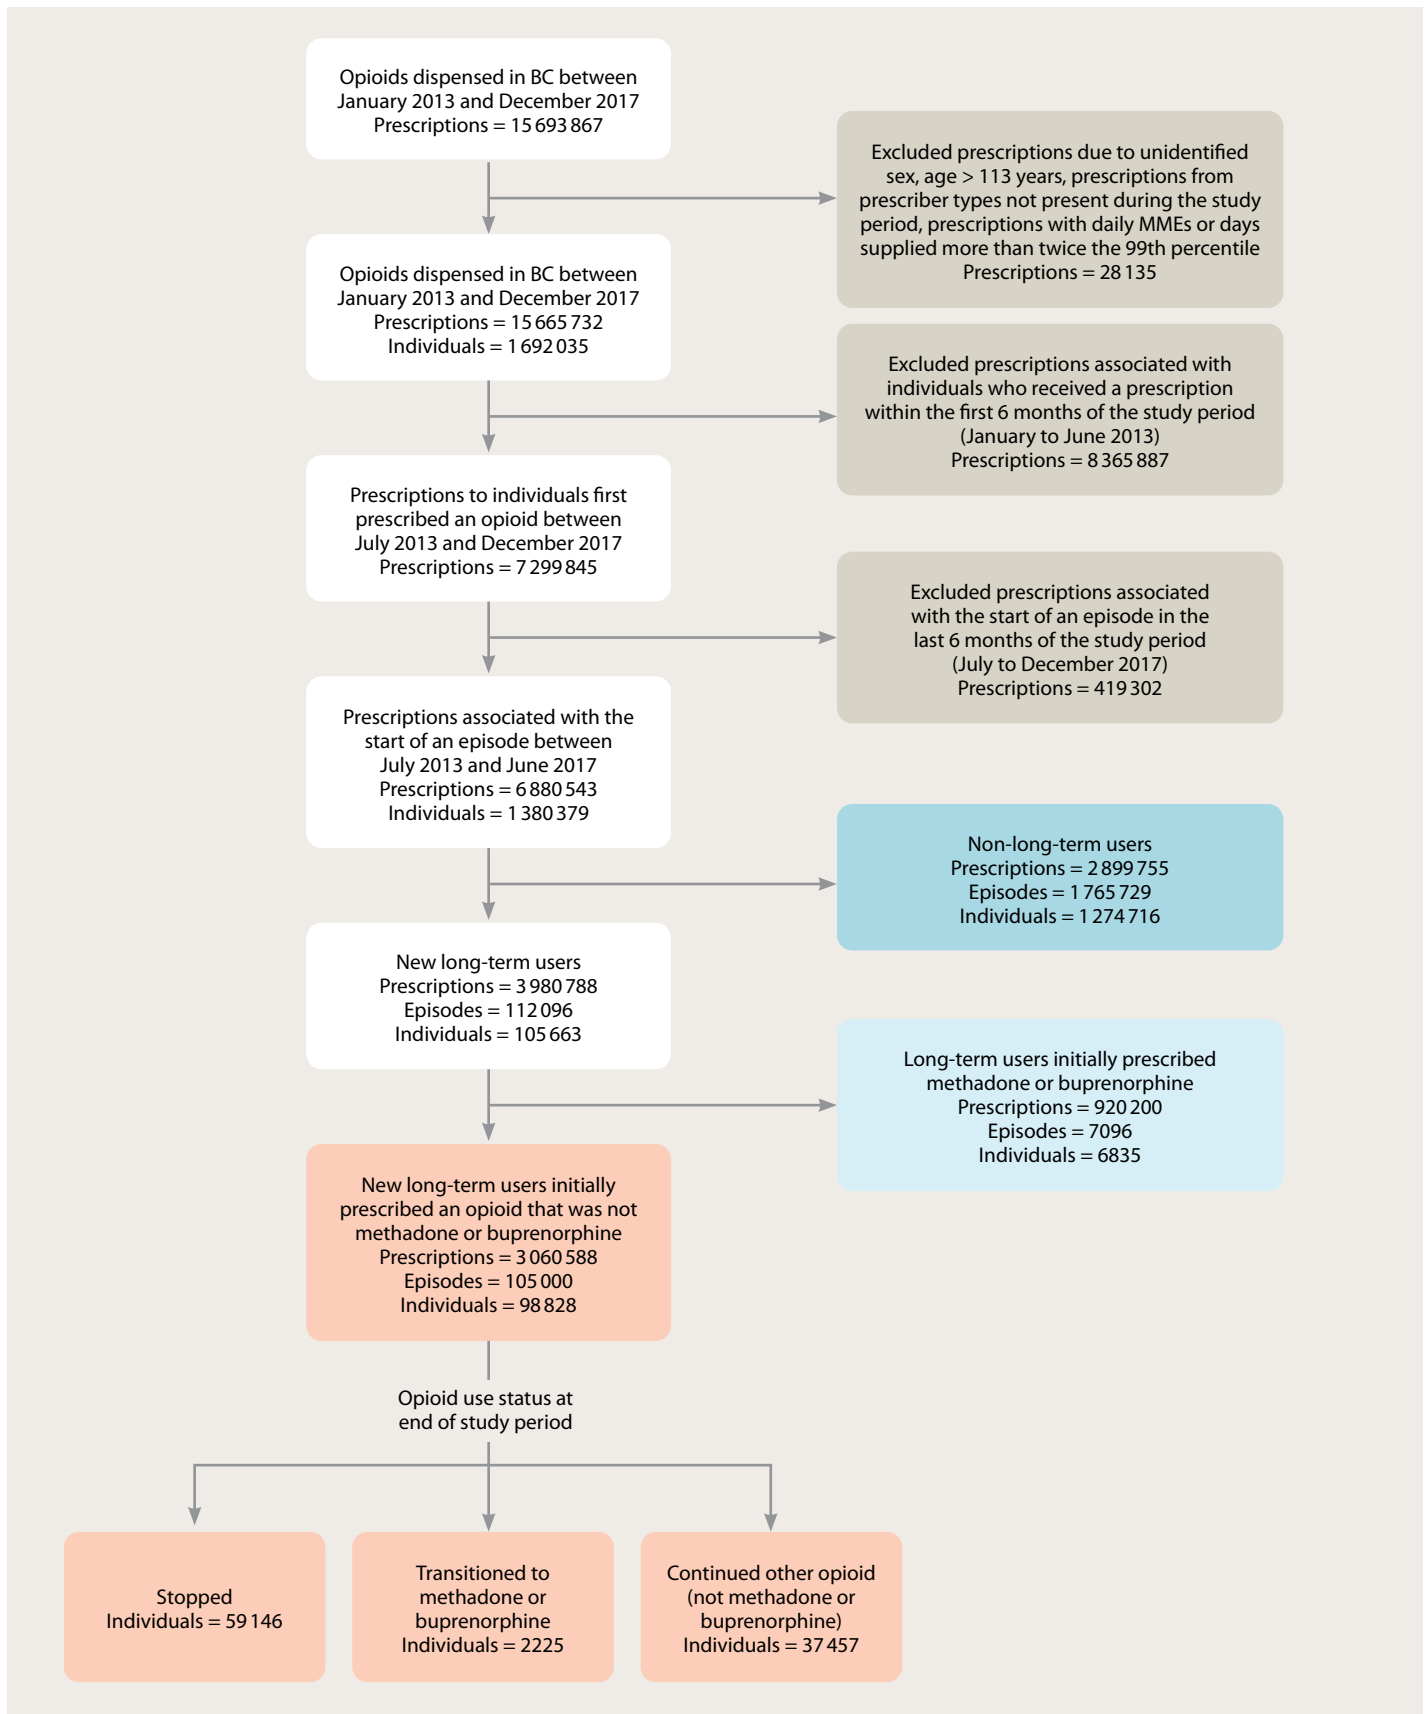 Opioids dispensed in BC between
January 2013 and December 2017
Prescriptions = 15 693 867
Excluded prescriptions due to unidentified
sex, age > 113 years, prescriptions from
prescriber types not present during the study
period, prescriptions with daily MMEs or days
supplied more than twice the 99th percentile
Prescriptions = 28 135
Opioids dispensed in BC between
January 2013 and December 2017
Prescriptions = 15 665 732
Individuals = 1 692 035
Excluded prescriptions associated with
individuals who received a prescription
within the first 6 months of the study period
(January to June 2013)
Prescriptions = 8 365 887
Prescriptions to individuals first
prescribed an opioid between
July 2013 and December 2017
Prescriptions = 7 299 845
Excluded prescriptions associated
with the start of an episode in the
last 6 months of the study period
(July to December 2017)
Prescriptions = 419 302
Prescriptions associated with the
start of an episode between
July 2013 and June 2017
Prescriptions = 6 880 543
Individuals = 1 380 379
Non-long-term users
Prescriptions = 2 899 755
Episodes = 1 765 729
Individuals = 1 274 716
New long-term users
Prescriptions = 3 980 788
Episodes = 112 096
Individuals = 105 663
Long-term users initially prescribed
methadone or buprenorphine
Prescriptions = 920 200
Episodes = 7096
Individuals = 6835
New long-term users initially
prescribed an opioid that was not
methadone or buprenorphine
Prescriptions = 3 060 588
Episodes = 105 000
Individuals = 98 828
Opioid use status at
end of study period
Stopped
Individuals = 59 146
Transitioned to
methadone or
buprenorphine
Individuals = 2225
Continued other opioid
(not methadone or
buprenorphine)
Individuals = 37 457